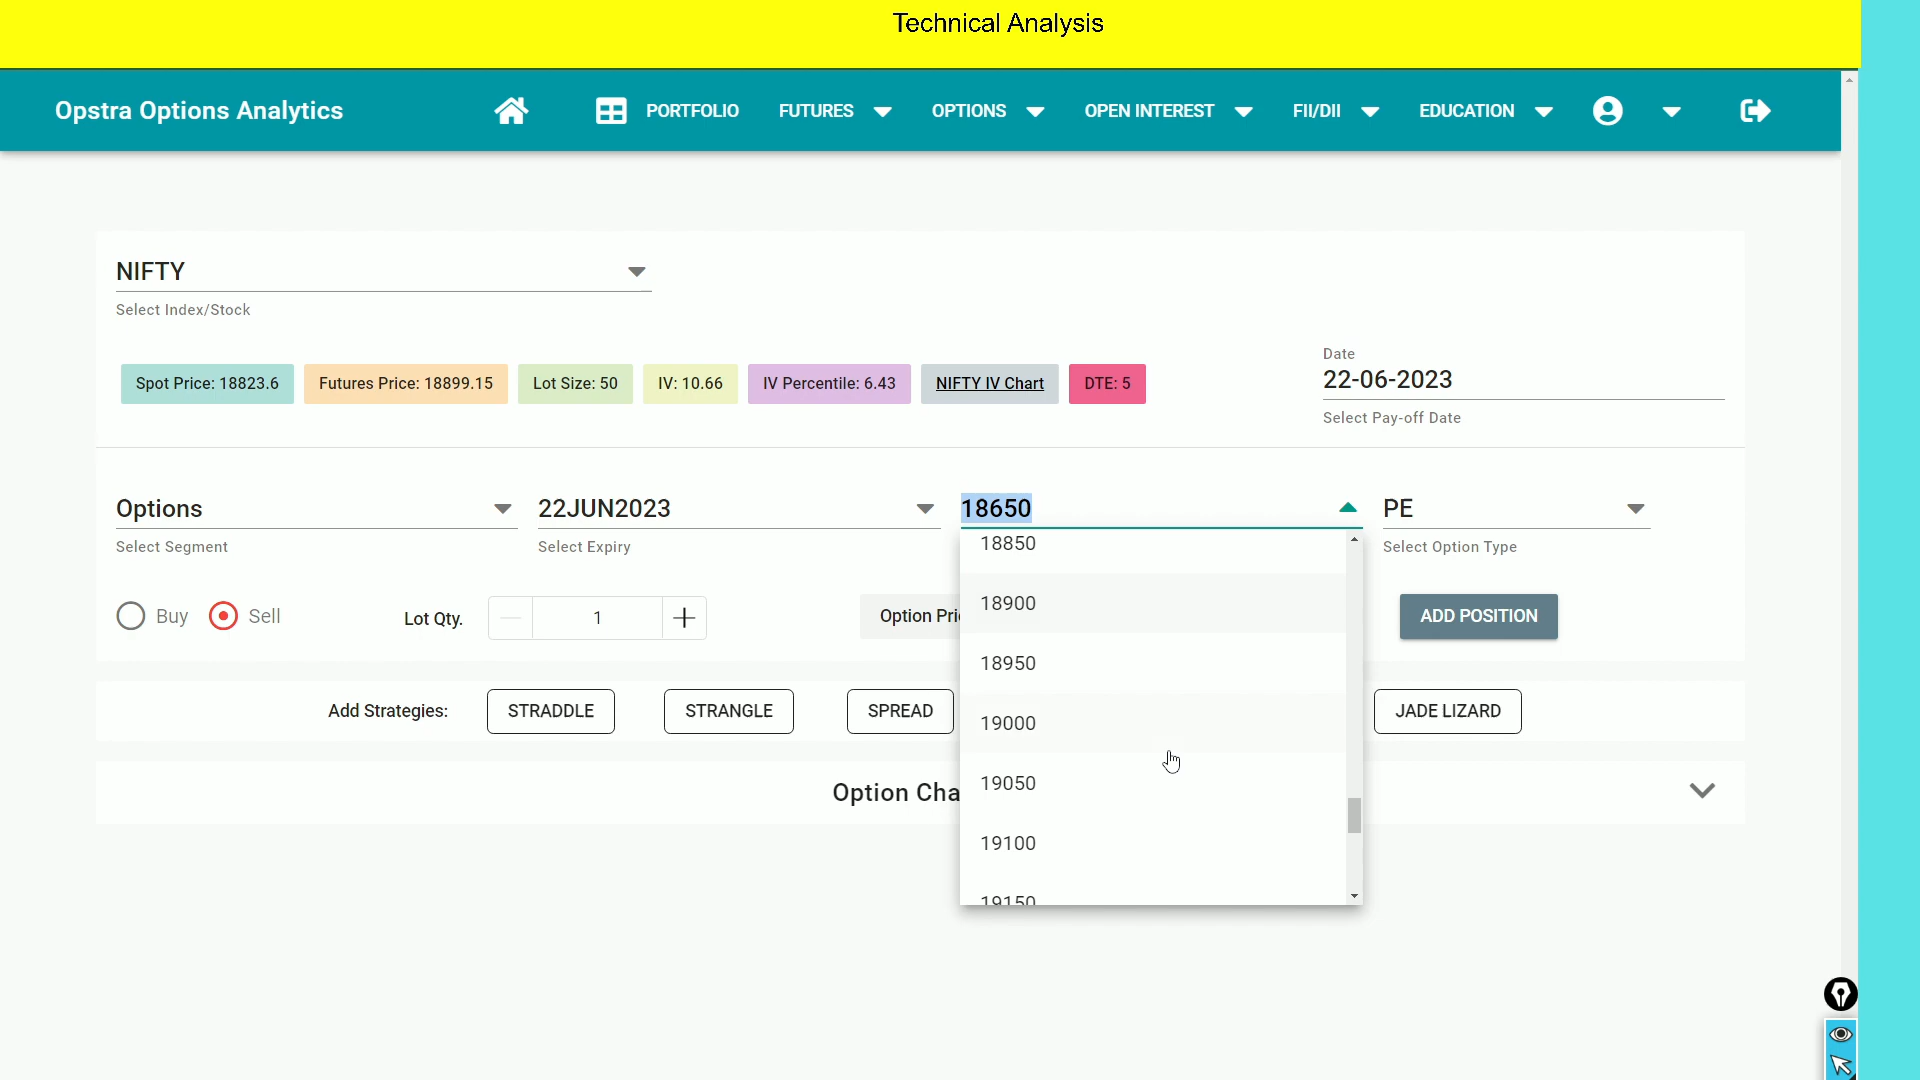 Technical Analysis
Opstra Options Analytics
PORTFOLIO
FUTURES
OPTIONS
OPEN INTEREST
FII/DII
EDUCATION
NIFTY
Select Index/Stock
Spot Price: 18823.6
Futures Price: 18899.15
Lot Size: 50
IV: 10.66
IV Percentile: 6.43
NIFTY IV Chart
DTE: 5
Date
22-06-2023
Select Pay-off Date
Options
Select Segment
22JUN2023
Select Expiry
18650
PE
Select Option Type
18850
18900
18950
19000
19050
19100
19150
Buy
Sell
Lot Qty.
1
Option Pri
ADD POSITION
Add Strategies:
STRADDLE
STRANGLE
SPREAD
JADE LIZARD
Option Cha